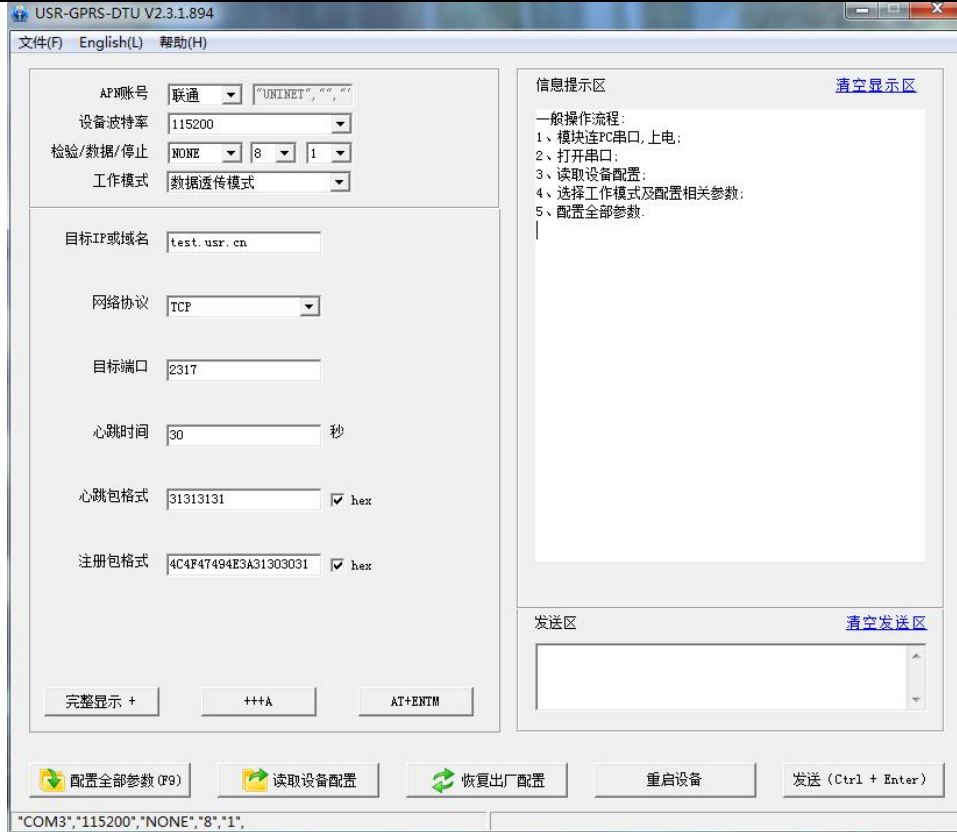 USR-GPRS-DTU V2.3.1.894
文件(F) English(L) 帮助(H)
APN账号 联通 "UNINET","","
设备波特率 115200
检验/数据/停止 NONE 8 1
工作模式 数据透传模式
目标IP或域名 test.usr.cn
网络协议 TCP
目标端口 2317
心跳时间 30 秒
心跳包格式 31313131 hex
注册包格式 4C4F47494E3A31303031 hex
完整显示 + +++A AT+ENTM
信息提示区 清空显示区
一般操作流程:
1、模块连PC串口,上电;
2、打开串口;
3、读取设备配置;
4、选择工作模式及配置相关参数;
5、配置全部参数.
发送区 清空发送区
配置全部参数(F9) 读取设备配置 恢复出厂配置 重启设备 发送(Ctrl + Enter)
"COM3","115200","NONE","8","1",